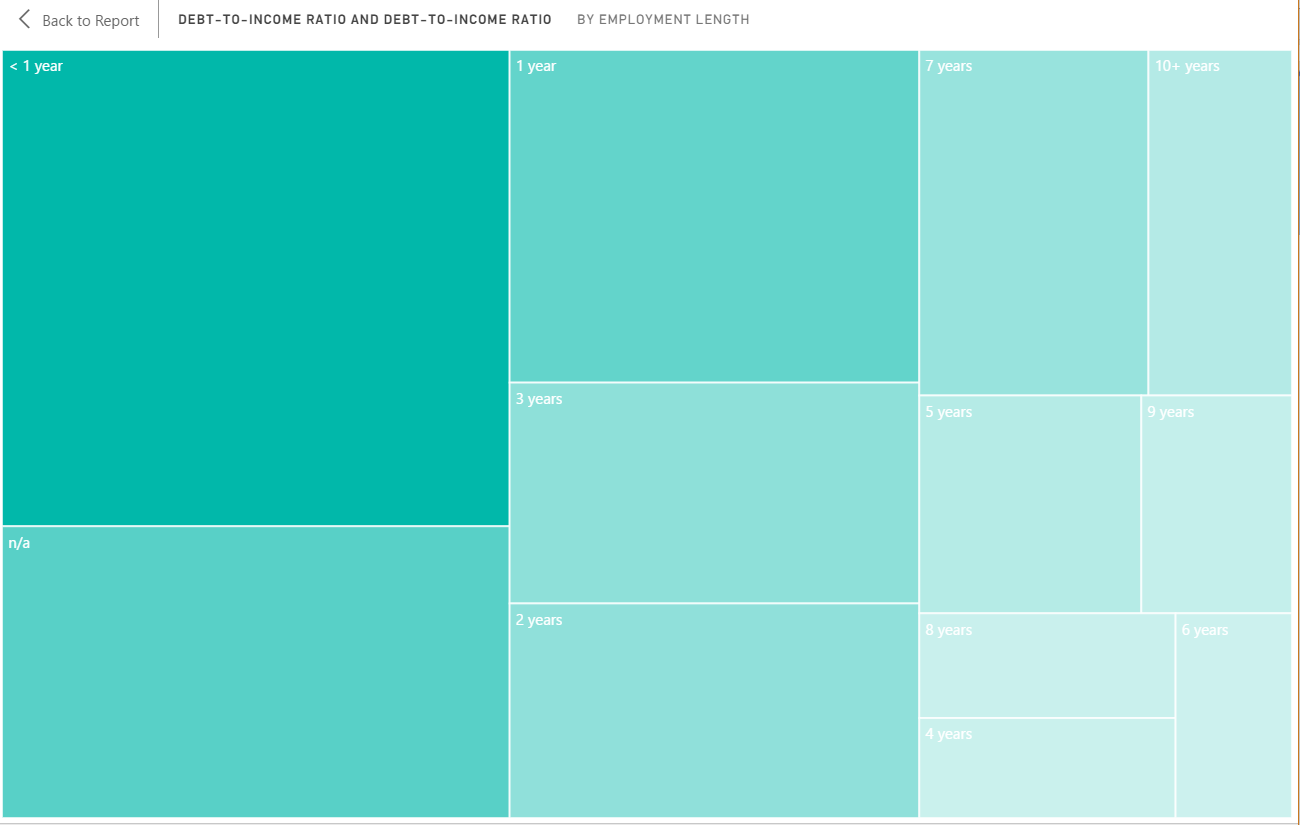 Back to Report
DEBT-TO-INCOME RATIO AND DEBT-TO-INCOME RATIO BY EMPLOYMENT LENGTH
< 1 year
n/a
1 year
3 years
2 years
7 years
10+ years
5 years
9 years
8 years
6 years
4 years